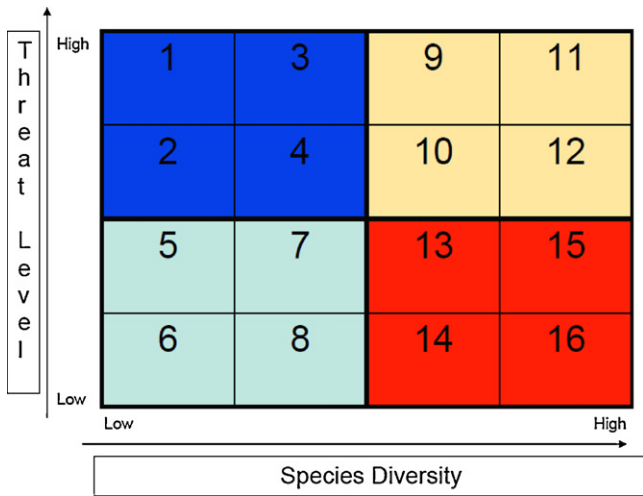 Threat Level
High
1 3 9 11
2 4 10 12
5 7 13 15
6 8 14 16
Low
Low High
Species Diversity